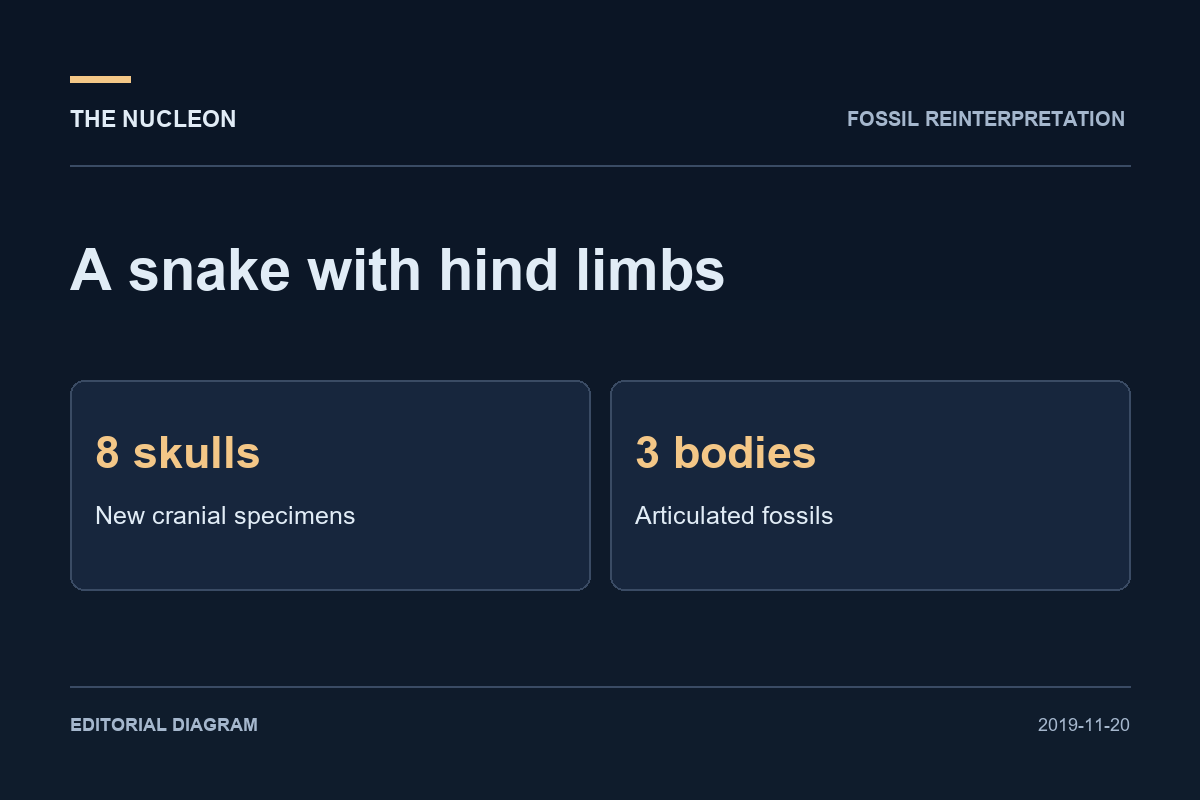 THE NUCLEON
FOSSIL REINTERPRETATION
A snake with hind limbs
8 skulls
New cranial specimens
3 bodies
Articulated fossils
EDITORIAL DIAGRAM
2019-11-20